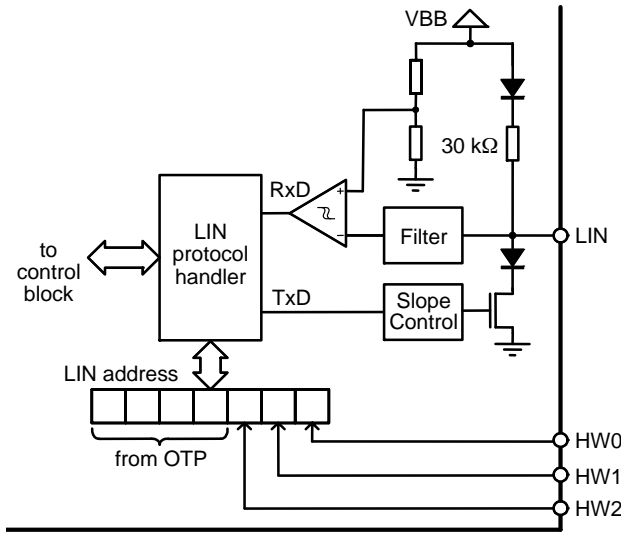 VBB
30 kΩ
RxD
+
−
LIN
protocol
handler
Filter
LIN
to
control
block
TxD
Slope
Control
LIN address
from OTP
HW0
HW1
HW2